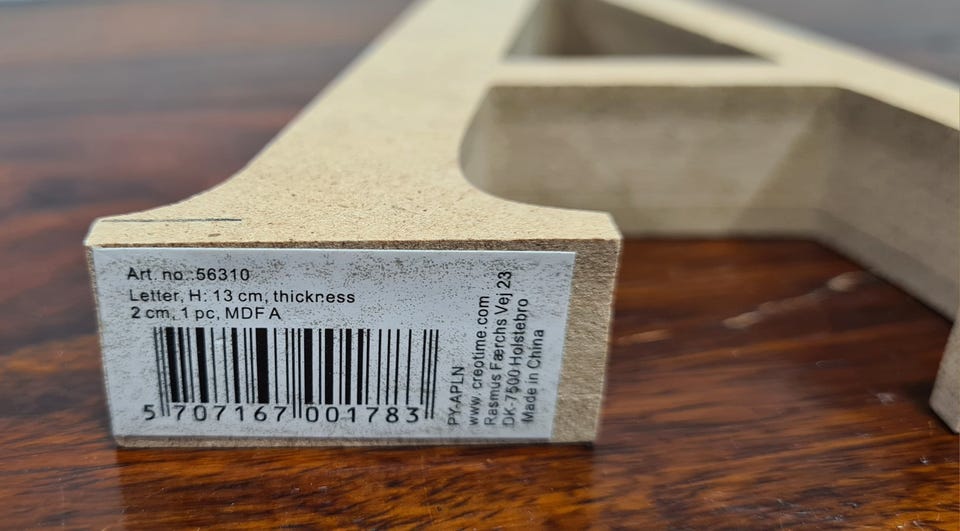 Art. no.:56310
Letter, H: 13 cm, thickness
2 cm, 1 pc, MDF A
5 707167 001783
PY-APLN
www.creotime.com
Rasmus Færchs Vej 23
DK-7500 Holstebro
Made in China